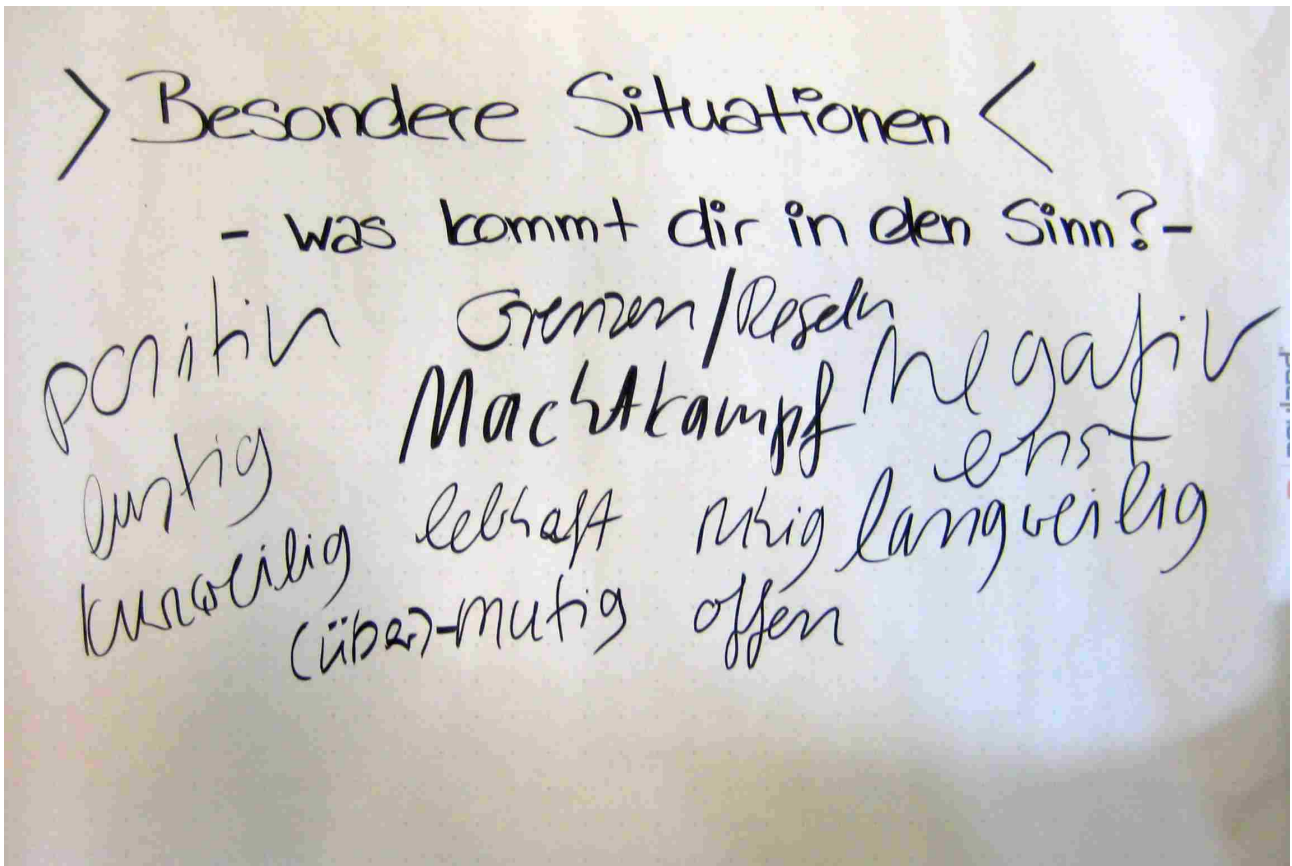 > Besondere Situationen <
- was kommt dir in den Sinn? -
positiv Grenzen/Regeln negativ
Machtkampf
lustig ernst
kurzweilig lebhaft ruhig langweilig
(über)-mutig offen